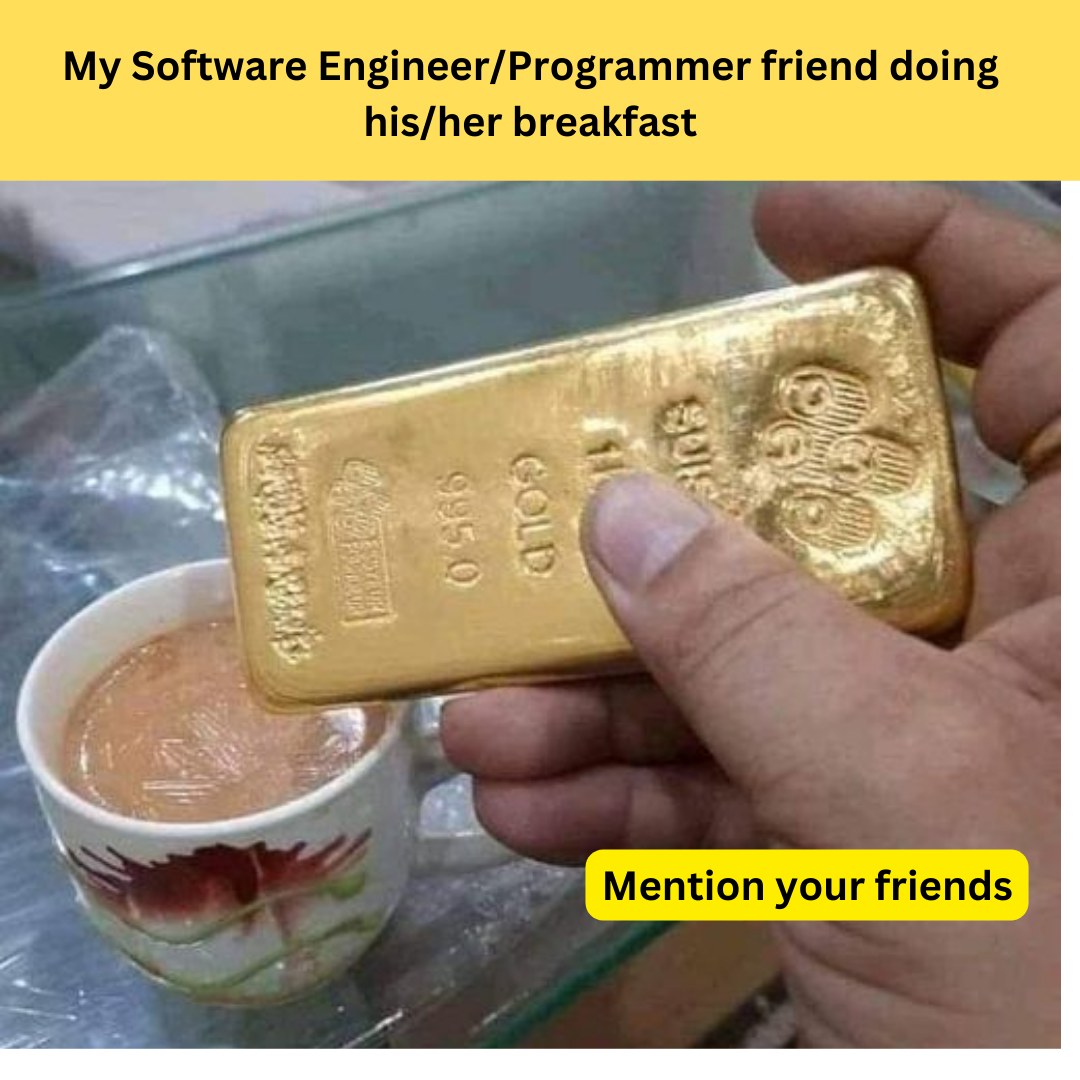 My Software Engineer/Programmer friend doing
his/her breakfast
GOLD
995.0
Mention your friends